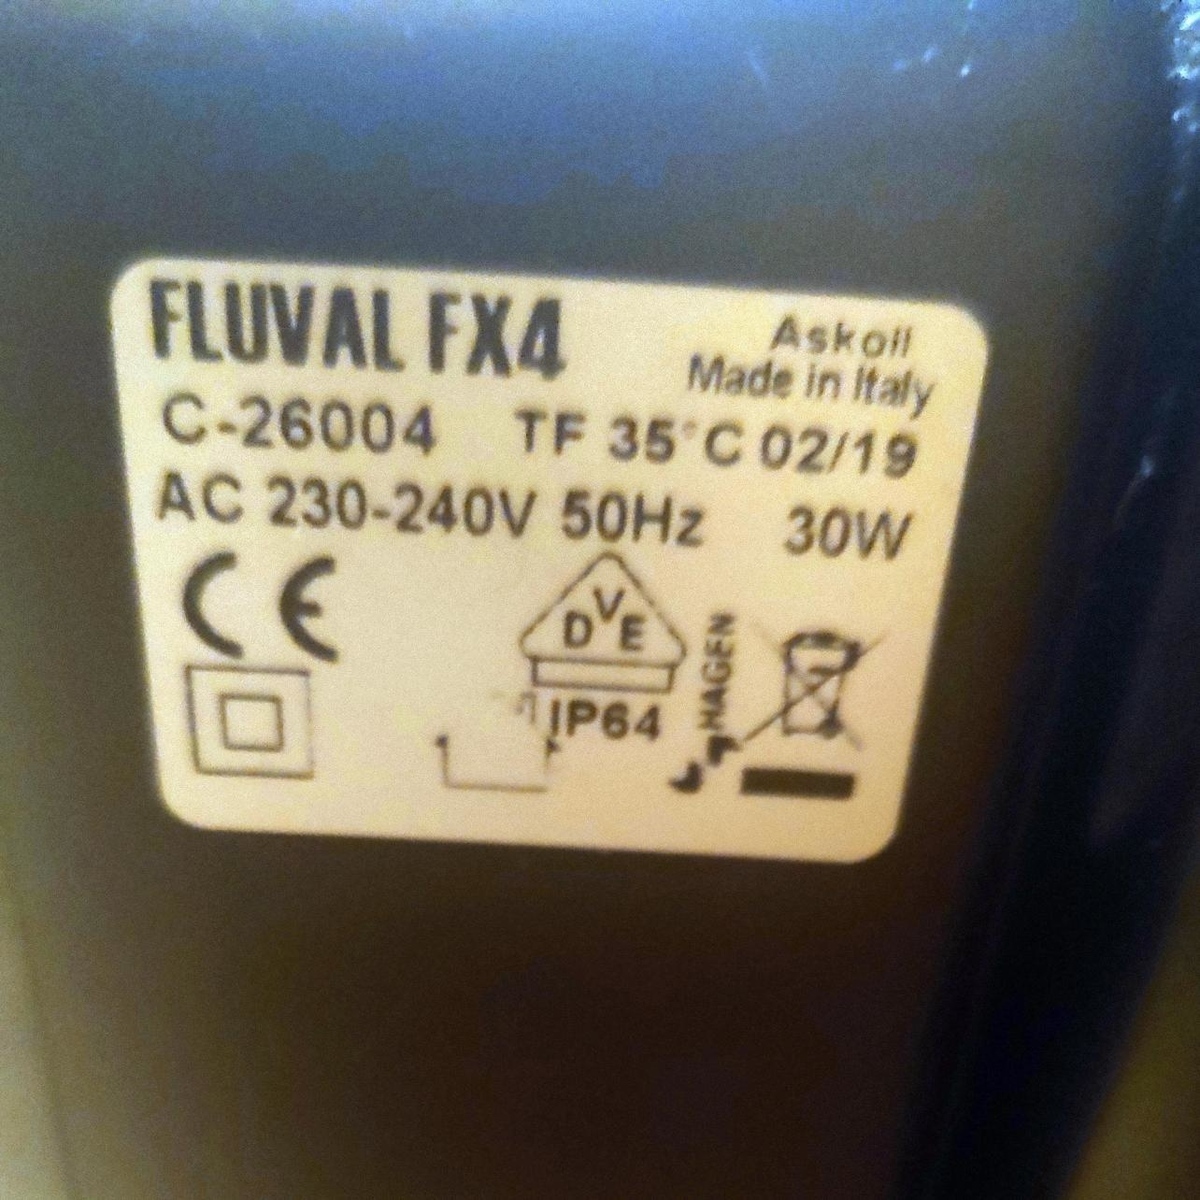 FLUVAL FX4
Askoll
Made in Italy
C-26004 TF 35°C 02/19
AC 230-240V 50Hz 30W
CE
DVE
IP64
HAGEN